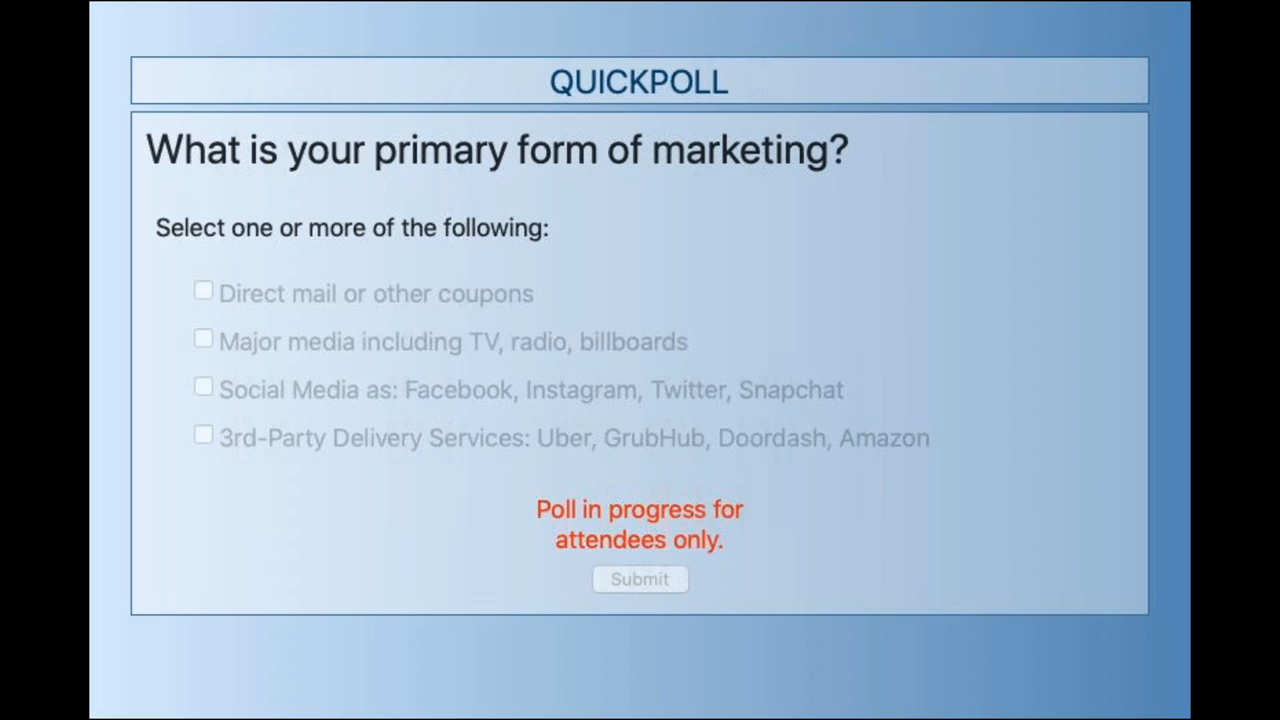 QUICKPOLL
What is your primary form of marketing?
Select one or more of the following:
Direct mail or other coupons
Major media including TV, radio, billboards
Social Media as: Facebook, Instagram, Twitter, Snapchat
3rd-Party Delivery Services: Uber, GrubHub, Doordash, Amazon
Poll in progress for
attendees only.
Submit